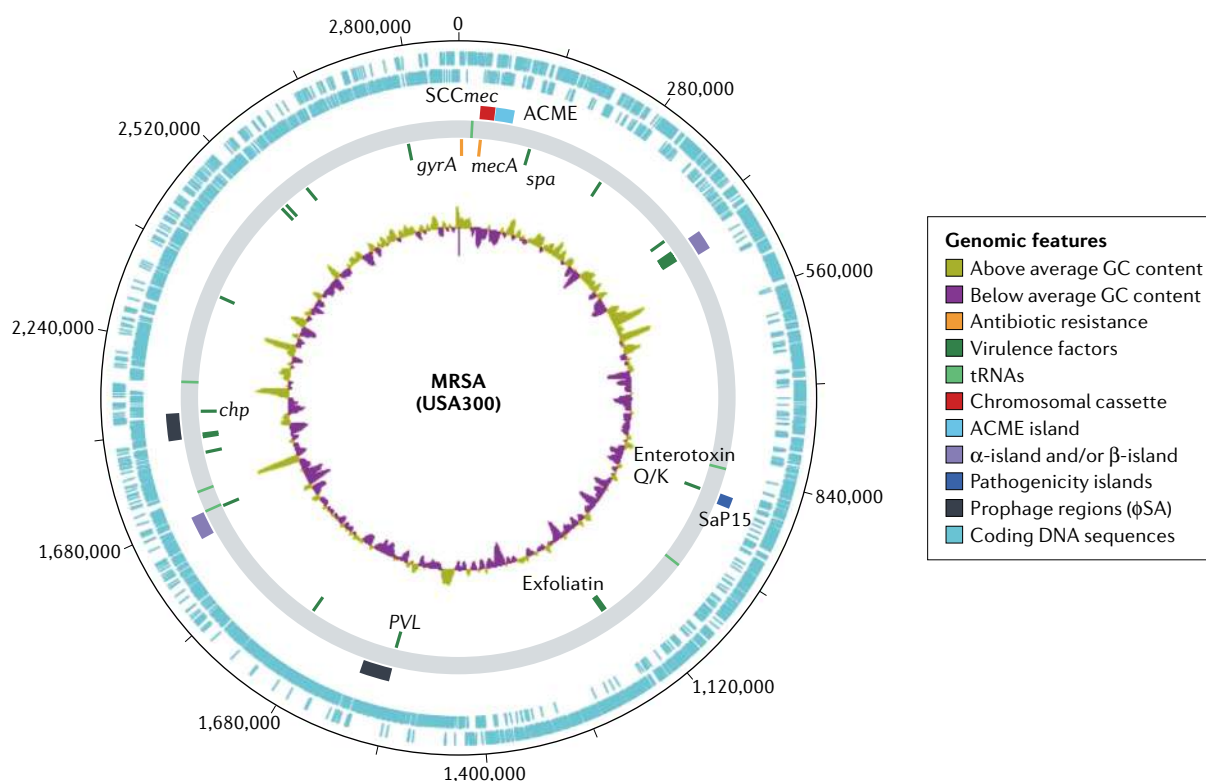 0
2,800,000
280,000
2,520,000
SCCmec
ACME
gyrA
mecA
spa
560,000
2,240,000
MRSA
(USA300)
chp
Enterotoxin
Q/K
840,000
SaP15
1,680,000
Exfoliatin
PVL
1,120,000
1,680,000
1,400,000
Genomic features
Above average GC content
Below average GC content
Antibiotic resistance
Virulence factors
tRNAs
Chromosomal cassette
ACME island
α-island and/or β-island
Pathogenicity islands
Prophage regions (ϕSA)
Coding DNA sequences